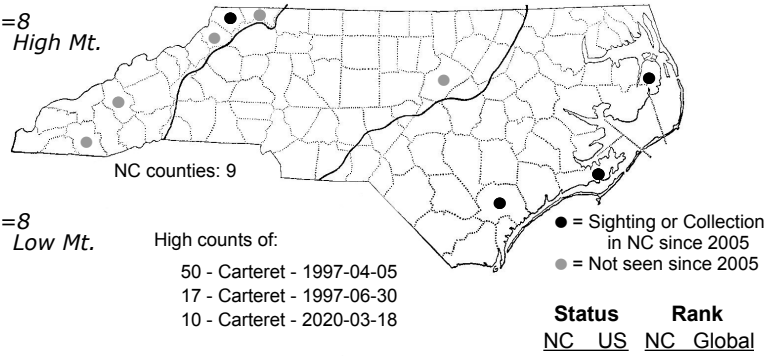 =8
High Mt.
NC counties: 9
=8
Low Mt.
High counts of:
50 - Carteret - 1997-04-05
17 - Carteret - 1997-06-30
10 - Carteret - 2020-03-18
= Sighting or Collection
in NC since 2005
= Not seen since 2005
Status Rank
NC US NC Global